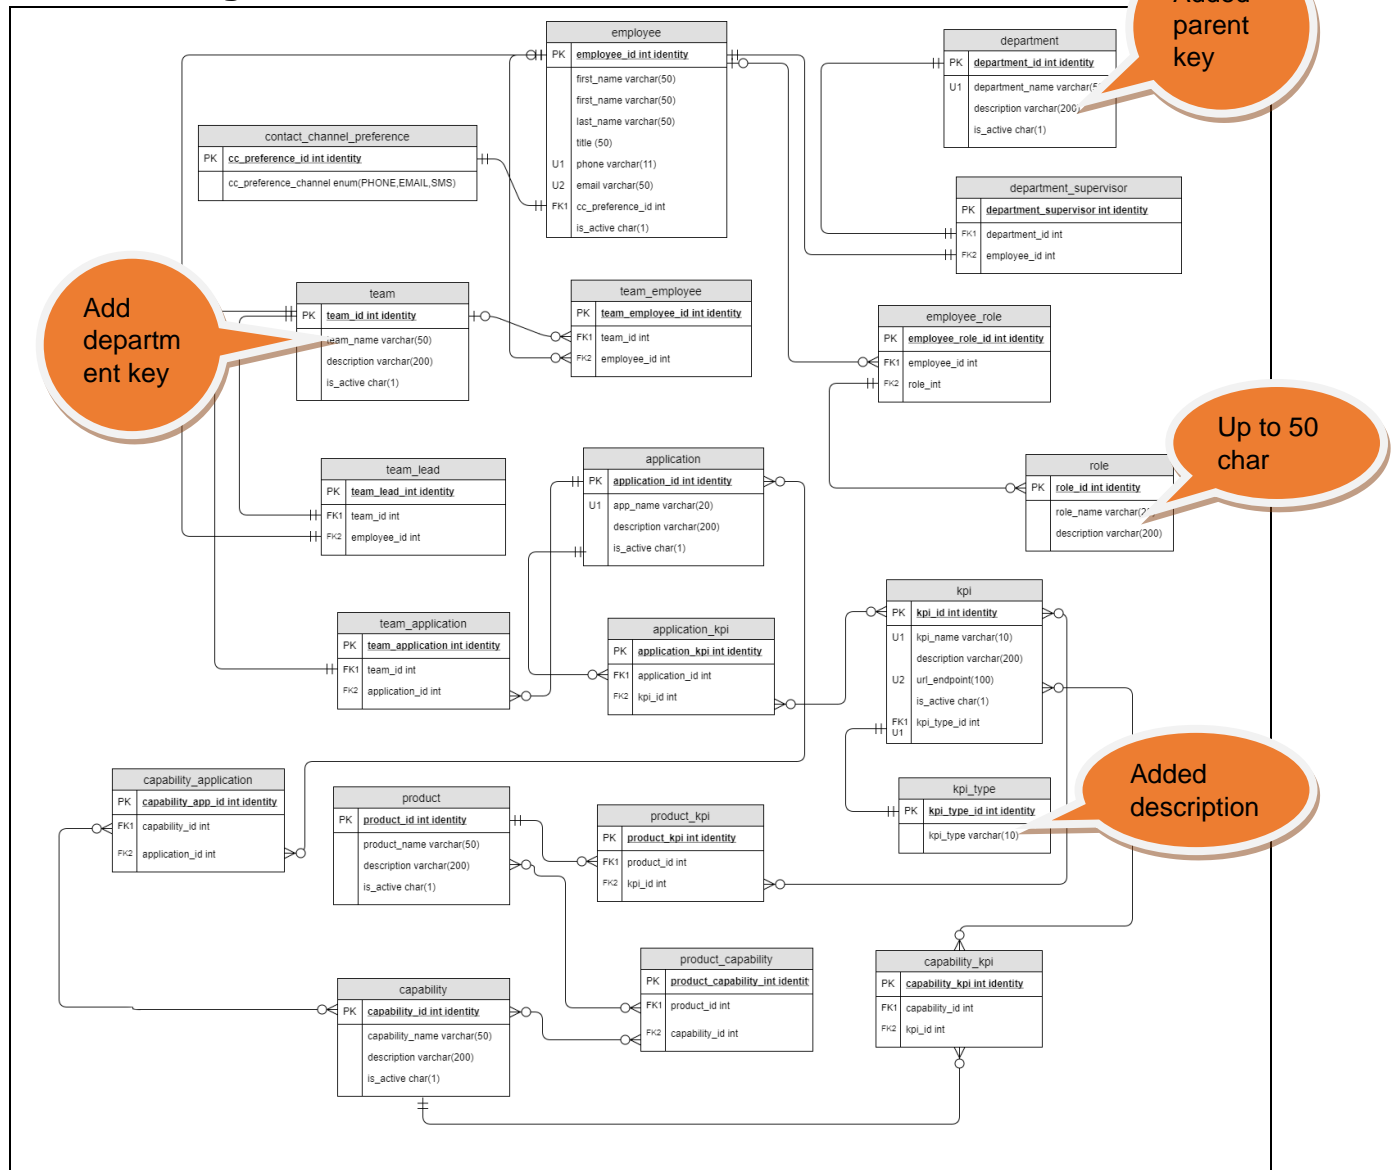 parent
key
employee
PK employee_id int identity
first_name varchar(50)
first_name varchar(50)
last_name varchar(50)
title (50)
U1 phone varchar(11)
U2 email varchar(50)
FK1 cc_preference_id int
is_active char(1)
department
PK department_id int identity
U1 department_name
description varchar(200)
is_active char(1)
contact_channel_preference
PK cc_preference_id int identity
cc_preference_channel enum(PHONE,EMAIL,SMS)
department_supervisor
PK department_supervisor int identity
FK1 department_id int
FK2 employee_id int
Add
departm
ent key
team
PK team_id int identity
team_name varchar(50)
description varchar(200)
is_active char(1)
team_employee
PK team_employee_id int identity
FK1 team_id int
FK2 employee_id int
employee_role
PK employee_role_id int identity
FK1 employee_id int
FK2 role_int
Up to 50
char
team_lead
PK team_lead_int identity
FK1 team_id int
FK2 employee_id int
application
PK application_id int identity
U1 app_name varchar(20)
description varchar(200)
is_active char(1)
role
PK role_id int identity
role_name
description varchar(200)
team_application
PK team_application int identity
FK1 team_id int
FK2 application_id int
application_kpi
PK application_kpi int identity
FK1 application_id int
FK2 kpi_id int
kpi
PK kpi_id int identity
U1 kpi_name varchar(10)
description varchar(200)
U2 url_endpoint(100)
is_active char(1)
FK1 kpi_type_id int
U1
Added
description
kpi_type
PK kpi_type_id int identity
kpi_type varchar(10)
capability_application
PK capability_app_id int identity
FK1 capability_id int
FK2 application_id int
product
PK product_id int identity
product_name varchar(50)
description varchar(200)
is_active char(1)
product_kpi
PK product_kpi int identity
FK1 product_id int
FK2 kpi_id int
product_capability
PK product_capability_int identit
FK1 product_id int
FK2 capability_id int
capability_kpi
PK capability_kpi int identity
FK1 capability_id int
FK2 kpi_id int
capability
PK capability_id int identity
capability_name varchar(50)
description varchar(200)
is_active char(1)